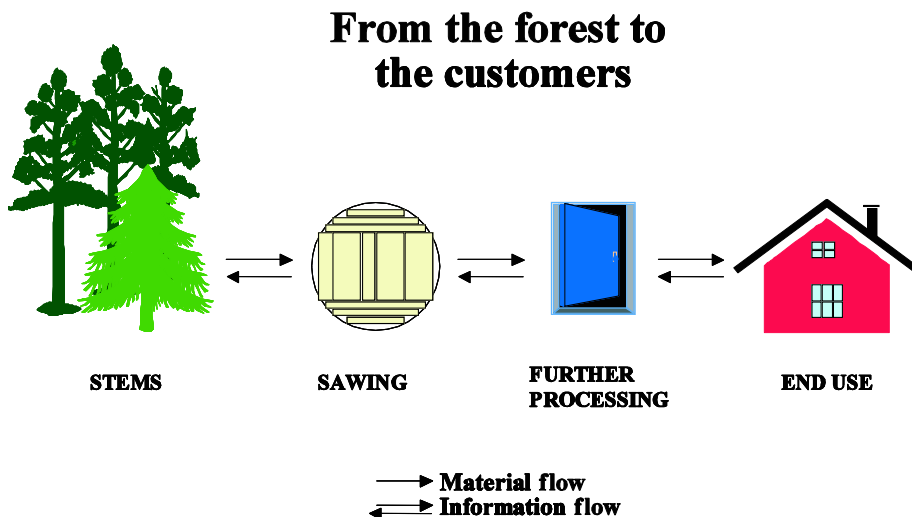 From the forest to
the customers
STEMS
SAWING
FURTHER
PROCESSING
END USE
Material flow
Information flow